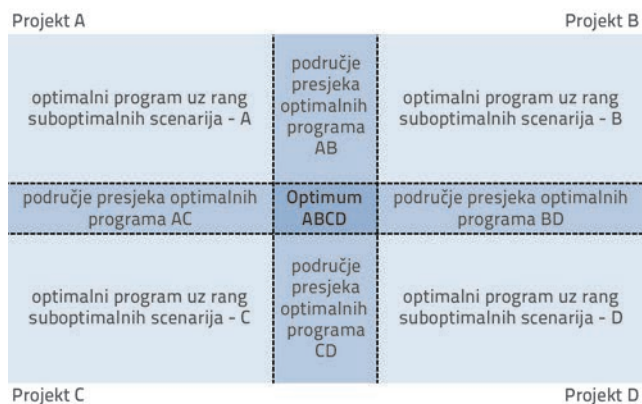 Projekt A
Projekt B
optimalni program uz rang
suboptimalnih scenarija - A
područje
presjeka
optimalnih
programa
AB
optimalni program uz rang
suboptimalnih scenarija - B
područje presjeka optimalnih
programa AC
Optimum
ABCD
područje presjeka optimalnih
programa BD
optimalni program uz rang
suboptimalnih scenarija - C
područje
presjeka
optimalnih
programa
CD
optimalni program uz rang
suboptimalnih scenarija - D
Projekt C
Projekt D